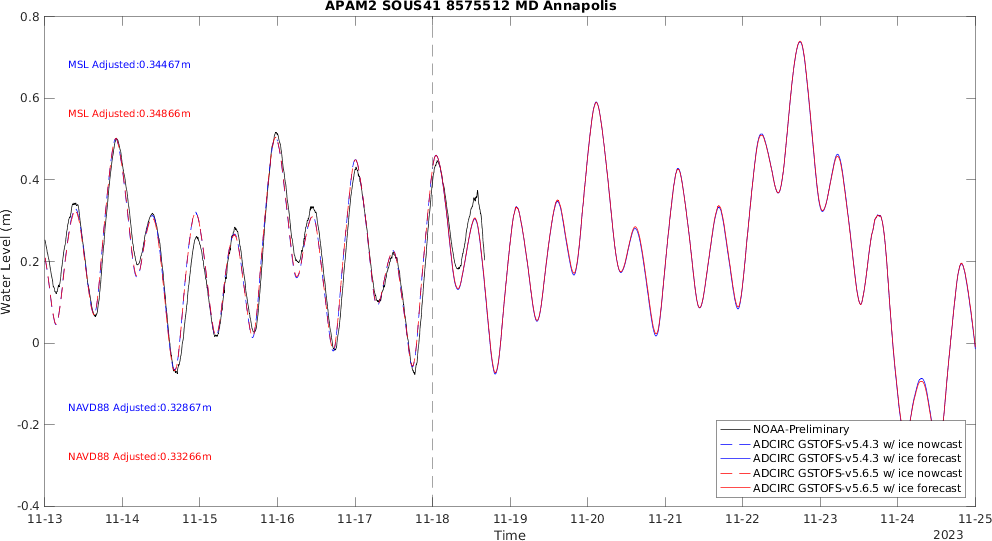 APAM2 SOUS41 8575512 MD Annapolis
0.8
0.6
0.4
0.2
0
-0.2
-0.4
Water Level (m)
MSL Adjusted:0.34467m
MSL Adjusted:0.34866m
NAVD88 Adjusted:0.32867m
NAVD88 Adjusted:0.33266m
NOAA-Preliminary
ADCIRC GSTOFS-v5.4.3 w/ ice nowcast
ADCIRC GSTOFS-v5.4.3 w/ ice forecast
ADCIRC GSTOFS-v5.6.5 w/ ice nowcast
ADCIRC GSTOFS-v5.6.5 w/ ice forecast
11-13 11-14 11-15 11-16 11-17 11-18 11-19 11-20 11-21 11-22 11-23 11-24 11-25
Time
2023